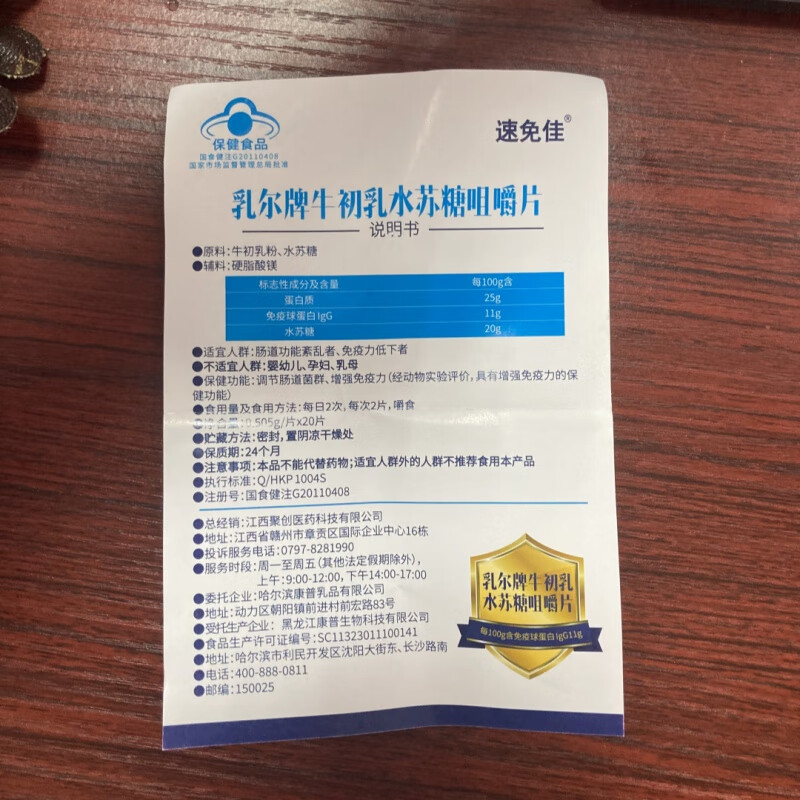 保健食品
国食健注G20110408
国家市场监督管理总局批准
速免佳®
乳尔牌牛初乳水苏糖咀嚼片
说明书
●原料:牛初乳粉、水苏糖
●辅料:硬脂酸镁
标志性成分及含量 每100g含
蛋白质 25g
免疫球蛋白IgG 11g
水苏糖 20g
●适宜人群:肠道功能紊乱者、免疫力低下者
●不适宜人群:婴幼儿、孕妇、乳母
●保健功能:调节肠道菌群、增强免疫力(经动物实验评价,具有增强免疫力的保
健功能)
●食用量及食用方法:每日2次,每次2片,嚼食
●净含量:0.505g/片x20片
●贮藏方法:密封,置阴凉干燥处
●保质期:24个月
●注意事项:本品不能代替药物;适宜人群外的人群不推荐食用本产品
●执行标准:Q/HKP 1004S
●注册号:国食健注G20110408
●总经销:江西聚创医药科技有限公司
●地址:江西省赣州市章贡区国际企业中心16栋
●投诉服务电话:0797-8281990
●服务时段:周一至周五(其他法定假期除外),
上午:9:00-12:00,下午14:00-17:00
●委托企业:哈尔滨康普乳品有限公司
●地址:动力区朝阳镇前进村前宏路83号
●受托生产企业:黑龙江康普生物科技有限公司
●食品生产许可证编号:SC11323011100141
●地址:哈尔滨市利民开发区沈阳大街东、长沙路南
●电话:400-888-0811
●邮编:150025
乳尔牌牛初乳
水苏糖咀嚼片
每100g含免疫球蛋白IgG11g